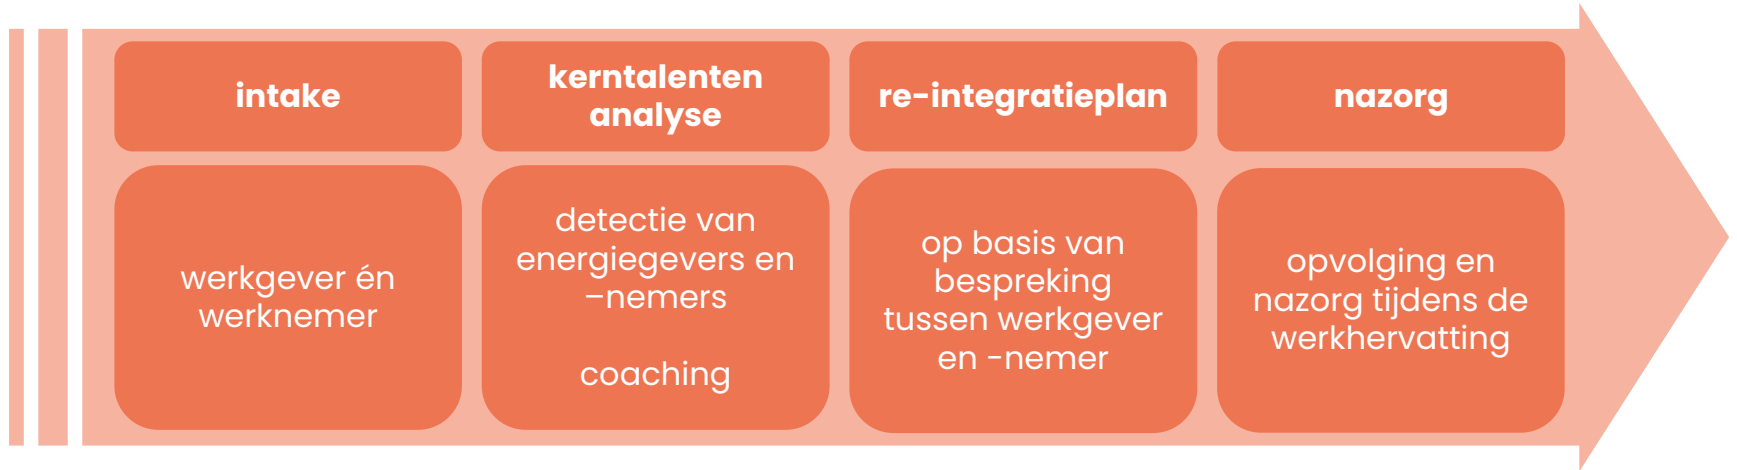 intake
kerntalenten
analyse
re-integratieplan
nazorg
werkgever én
werknemer
detectie van
energiegevers en
–nemers
coaching
op basis van
bespreking
tussen werkgever
en -nemer
opvolging en
nazorg tijdens de
werkhervatting